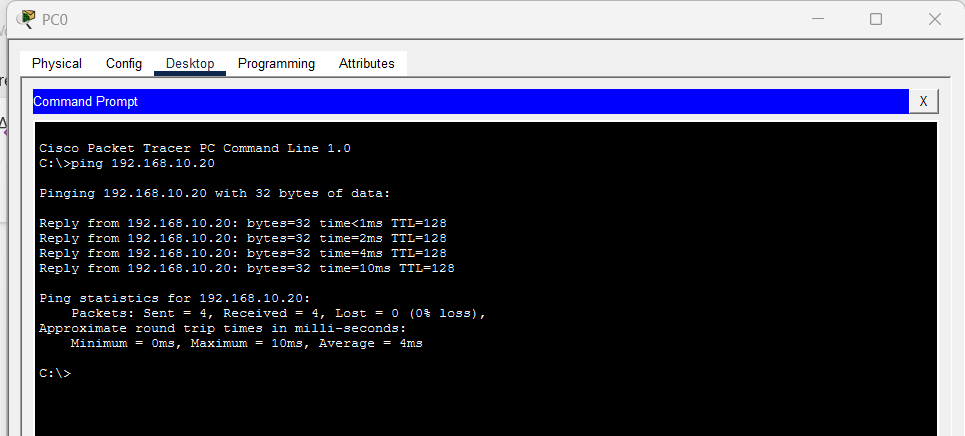 PC0
Physical Config Desktop Programming Attributes
Command Prompt
X
Cisco Packet Tracer PC Command Line 1.0
C:\>ping 192.168.10.20
Pinging 192.168.10.20 with 32 bytes of data:
Reply from 192.168.10.20: bytes=32 time<1ms TTL=128
Reply from 192.168.10.20: bytes=32 time=2ms TTL=128
Reply from 192.168.10.20: bytes=32 time=4ms TTL=128
Reply from 192.168.10.20: bytes=32 time=10ms TTL=128
Ping statistics for 192.168.10.20:
Packets: Sent = 4, Received = 4, Lost = 0 (0% loss),
Approximate round trip times in milli-seconds:
Minimum = 0ms, Maximum = 10ms, Average = 4ms
C:\>